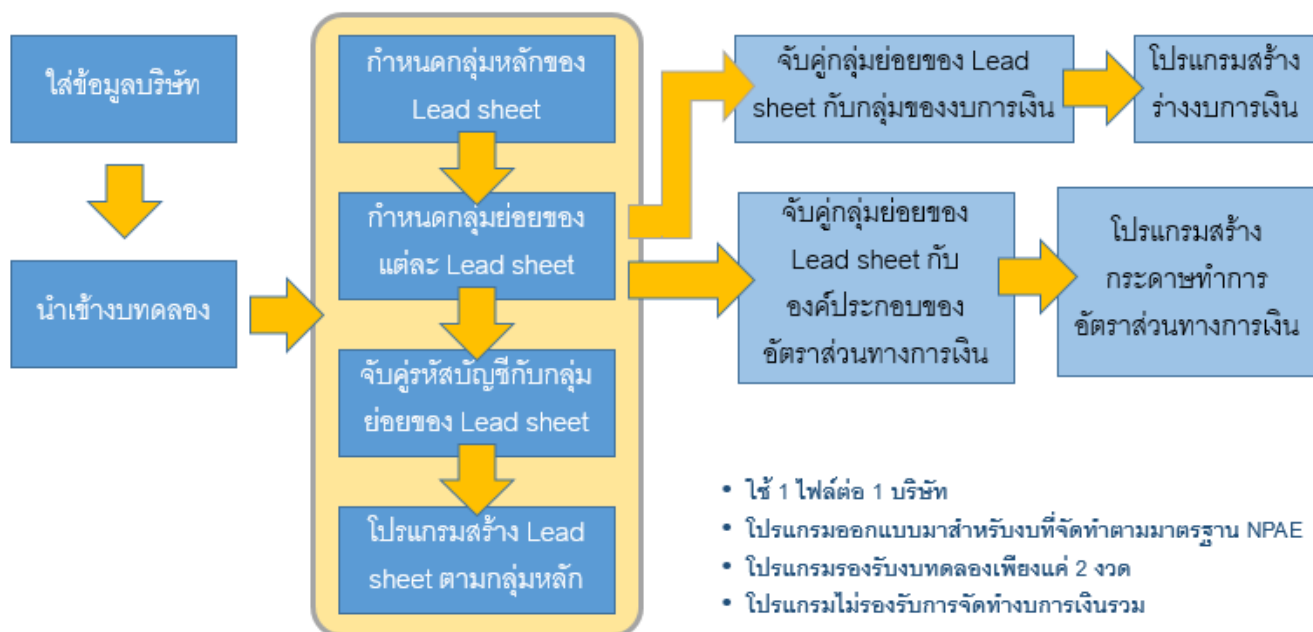 ใส่ข้อมูลบริษัท
นำเข้างบทดลอง
กำหนดกลุ่มหลักของ
Lead sheet
กำหนดกลุ่มย่อยของ
แต่ละ Lead sheet
จับคู่รหัสบัญชีกับกลุ่ม
ย่อยของ Lead sheet
โปรแกรมสร้าง Lead
sheet ตามกลุ่มหลัก
จับคู่กลุ่มย่อยของ Lead
sheet กับกลุ่มของงบการเงิน
โปรแกรมสร้าง
ร่างงบการเงิน
จับคู่กลุ่มย่อยของ
Lead sheet กับ
องค์ประกอบของ
อัตราส่วนทางการเงิน
โปรแกรมสร้าง
กระดาษทำการ
อัตราส่วนทางการเงิน
• ใช้ 1 ไฟล์ต่อ 1 บริษัท
• โปรแกรมออกแบบมาสำหรับงบที่จัดทำตามมาตรฐาน NPAE
• โปรแกรมรองรับงบทดลองเพียงแค่ 2 งวด
• โปรแกรมไม่รองรับการจัดทำงบการเงินรวม